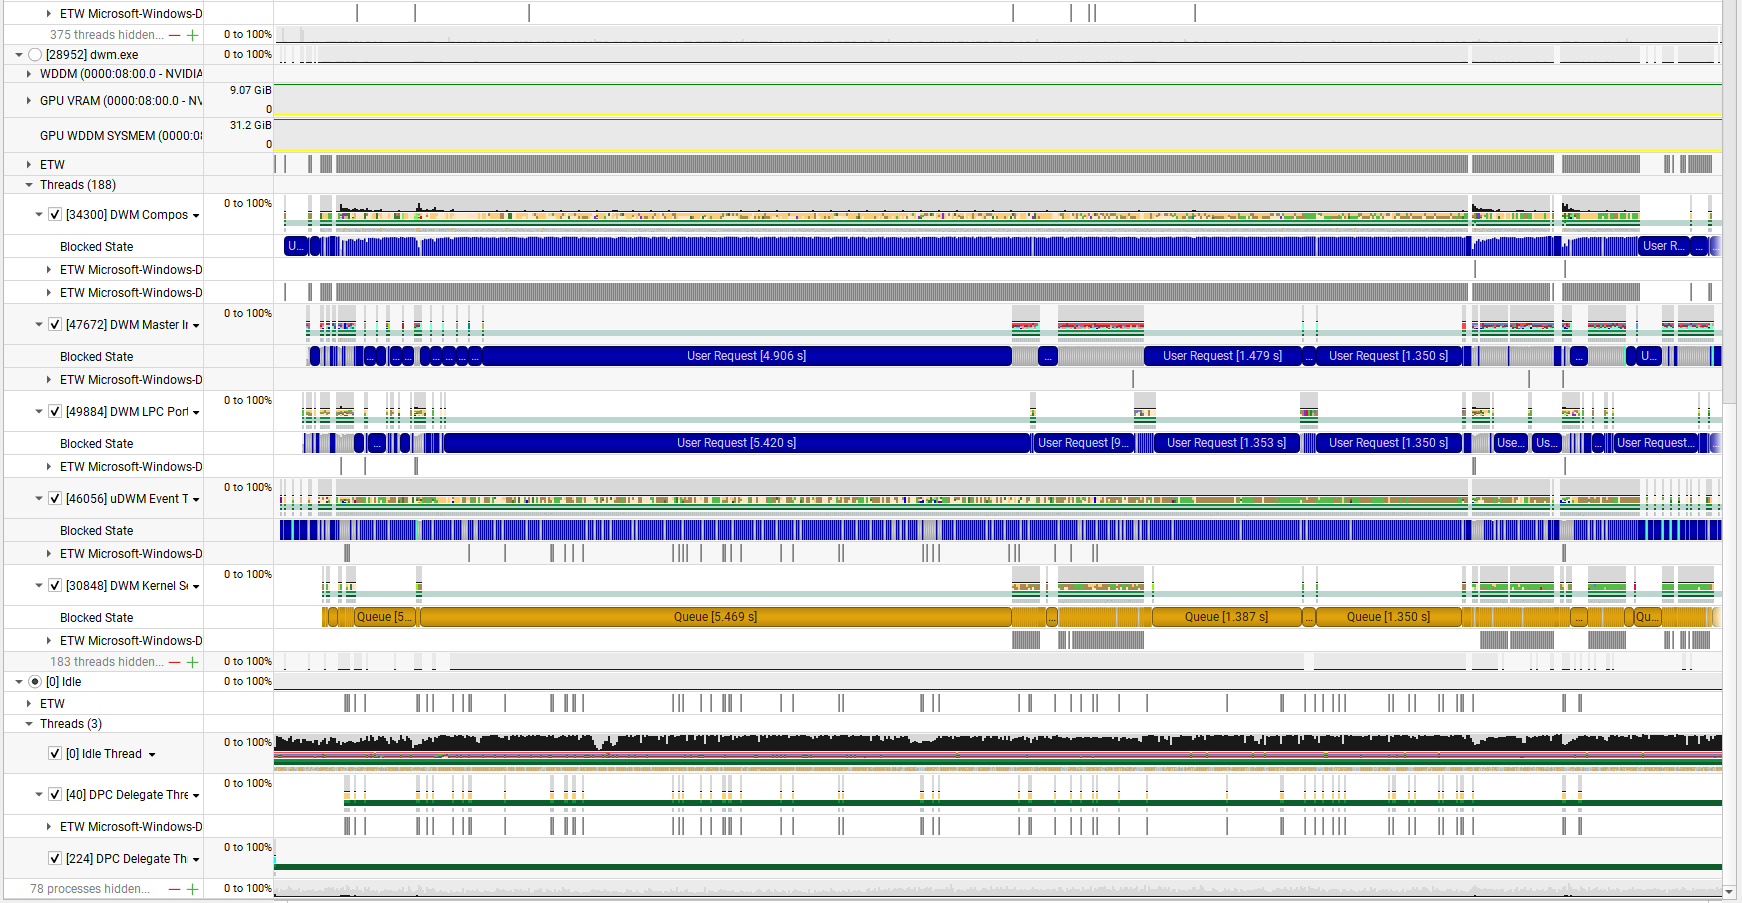 ETW Microsoft-Windows-D
375 threads hidden... 0 to 100%
[28952] dwm.exe 0 to 100%
WDDM (0000:08:00.0 - NVIDIA
GPU VRAM (0000:08:00.0 - NV 9.07 GiB
0
GPU WDDM SYSMEM (0000:08 31.2 GiB
0
ETW
Threads (188)
[34300] DWM Compos 0 to 100%
Blocked State U... User R... ... ...
ETW Microsoft-Windows-D
ETW Microsoft-Windows-D
[47672] DWM Master Ir 0 to 100%
Blocked State ... ... ... User Request [4.906 s] ... User Request [1.479 s] ... User Request [1.350 s] ... U...
ETW Microsoft-Windows-D
[49884] DWM LPC Port 0 to 100%
Blocked State ... User Request [5.420 s] User Request [9... User Request [1.353 s] User Request [1.350 s] Use... Us... ... User Request... ...
ETW Microsoft-Windows-D
[46056] uDWM Event T 0 to 100%
Blocked State
ETW Microsoft-Windows-D
[30848] DWM Kernel Se 0 to 100%
Blocked State Queue [5... Queue [5.469 s] ... Queue [1.387 s] ... Queue [1.350 s] ... Qu...
ETW Microsoft-Windows-D
183 threads hidden... 0 to 100%
[0] Idle 0 to 100%
ETW
Threads (3)
[0] Idle Thread 0 to 100%
[40] DPC Delegate Thre 0 to 100%
ETW Microsoft-Windows-D
[224] DPC Delegate Th 0 to 100%
78 processes hidden... 0 to 100%